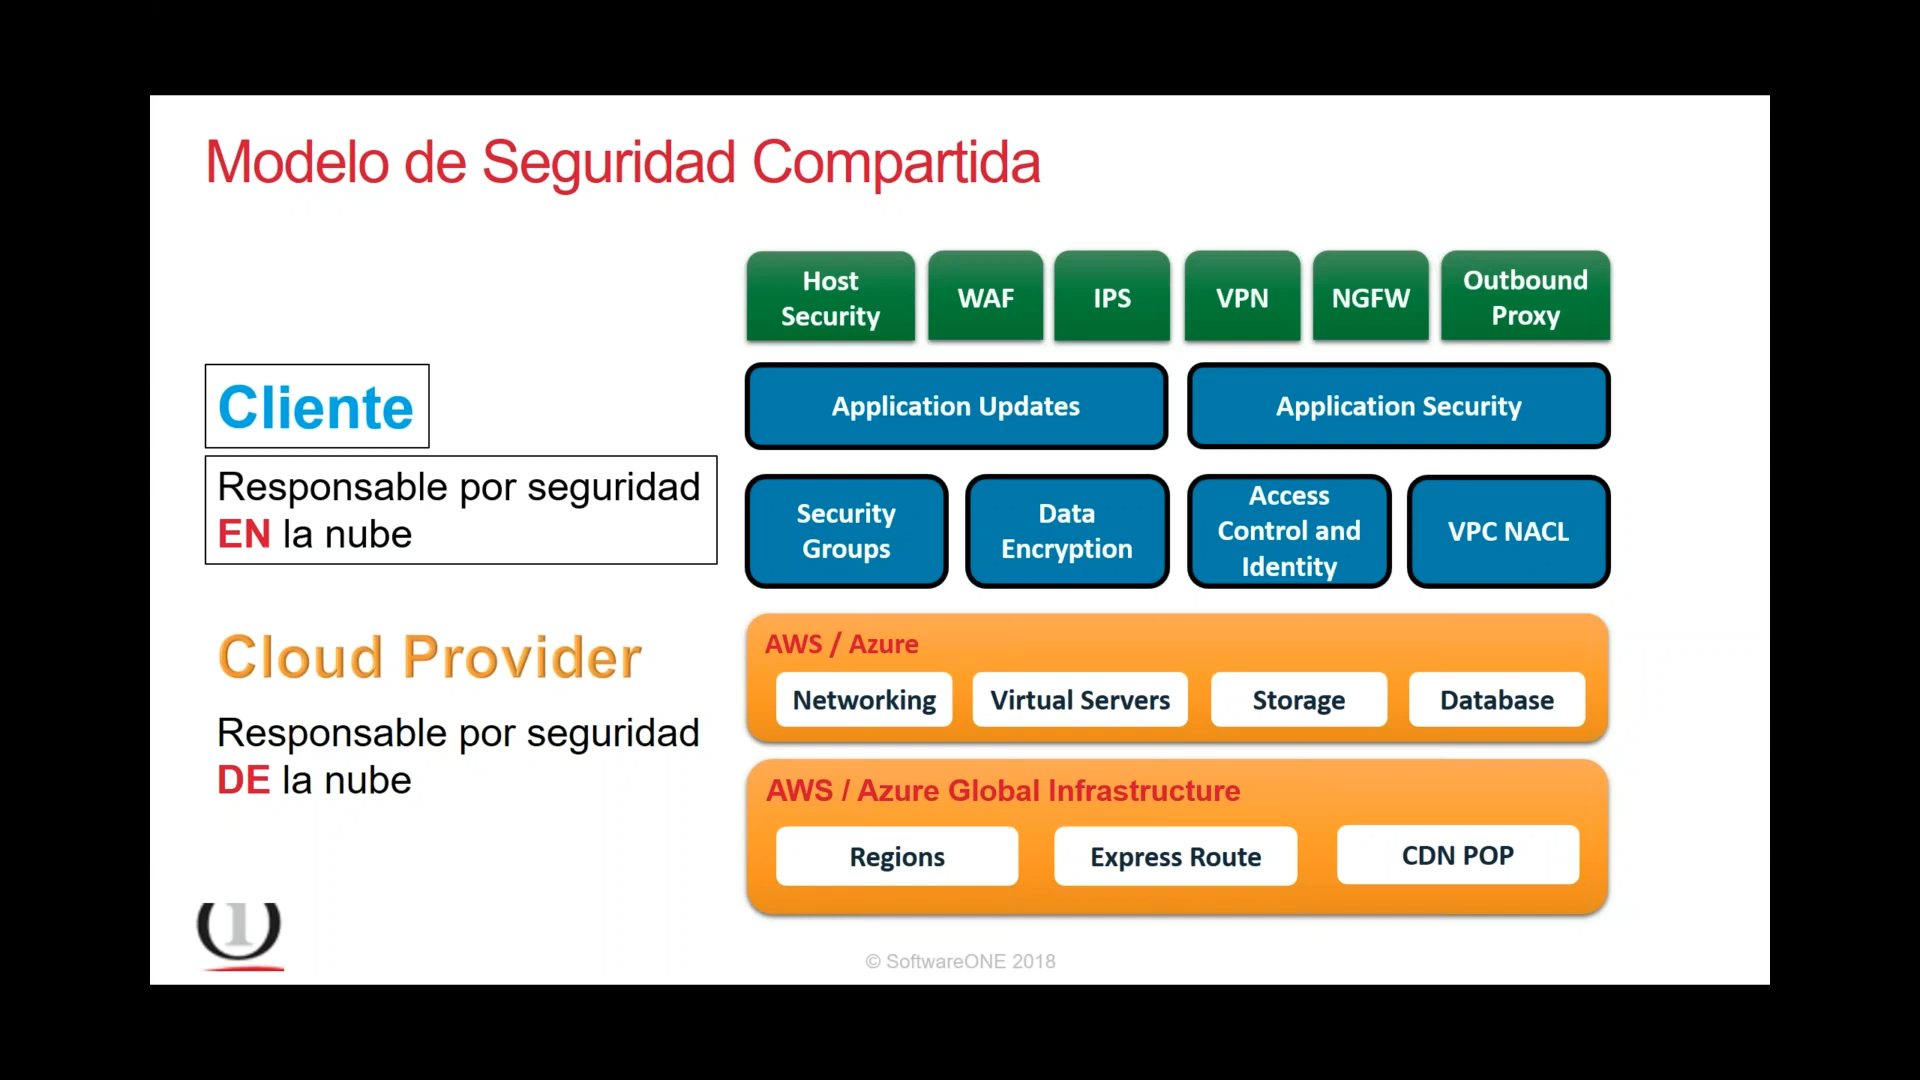 Modelo de Seguridad Compartida
Host
Security
WAF
IPS
VPN
NGFW
Outbound
Proxy
Cliente
Responsable por seguridad
EN la nube
Application Updates
Application Security
Security
Groups
Data
Encryption
Access
Control and
Identity
VPC NACL
Cloud Provider
Responsable por seguridad
DE la nube
AWS / Azure
Networking
Virtual Servers
Storage
Database
AWS / Azure Global Infrastructure
Regions
Express Route
CDN POP
© SoftwareONE 2018